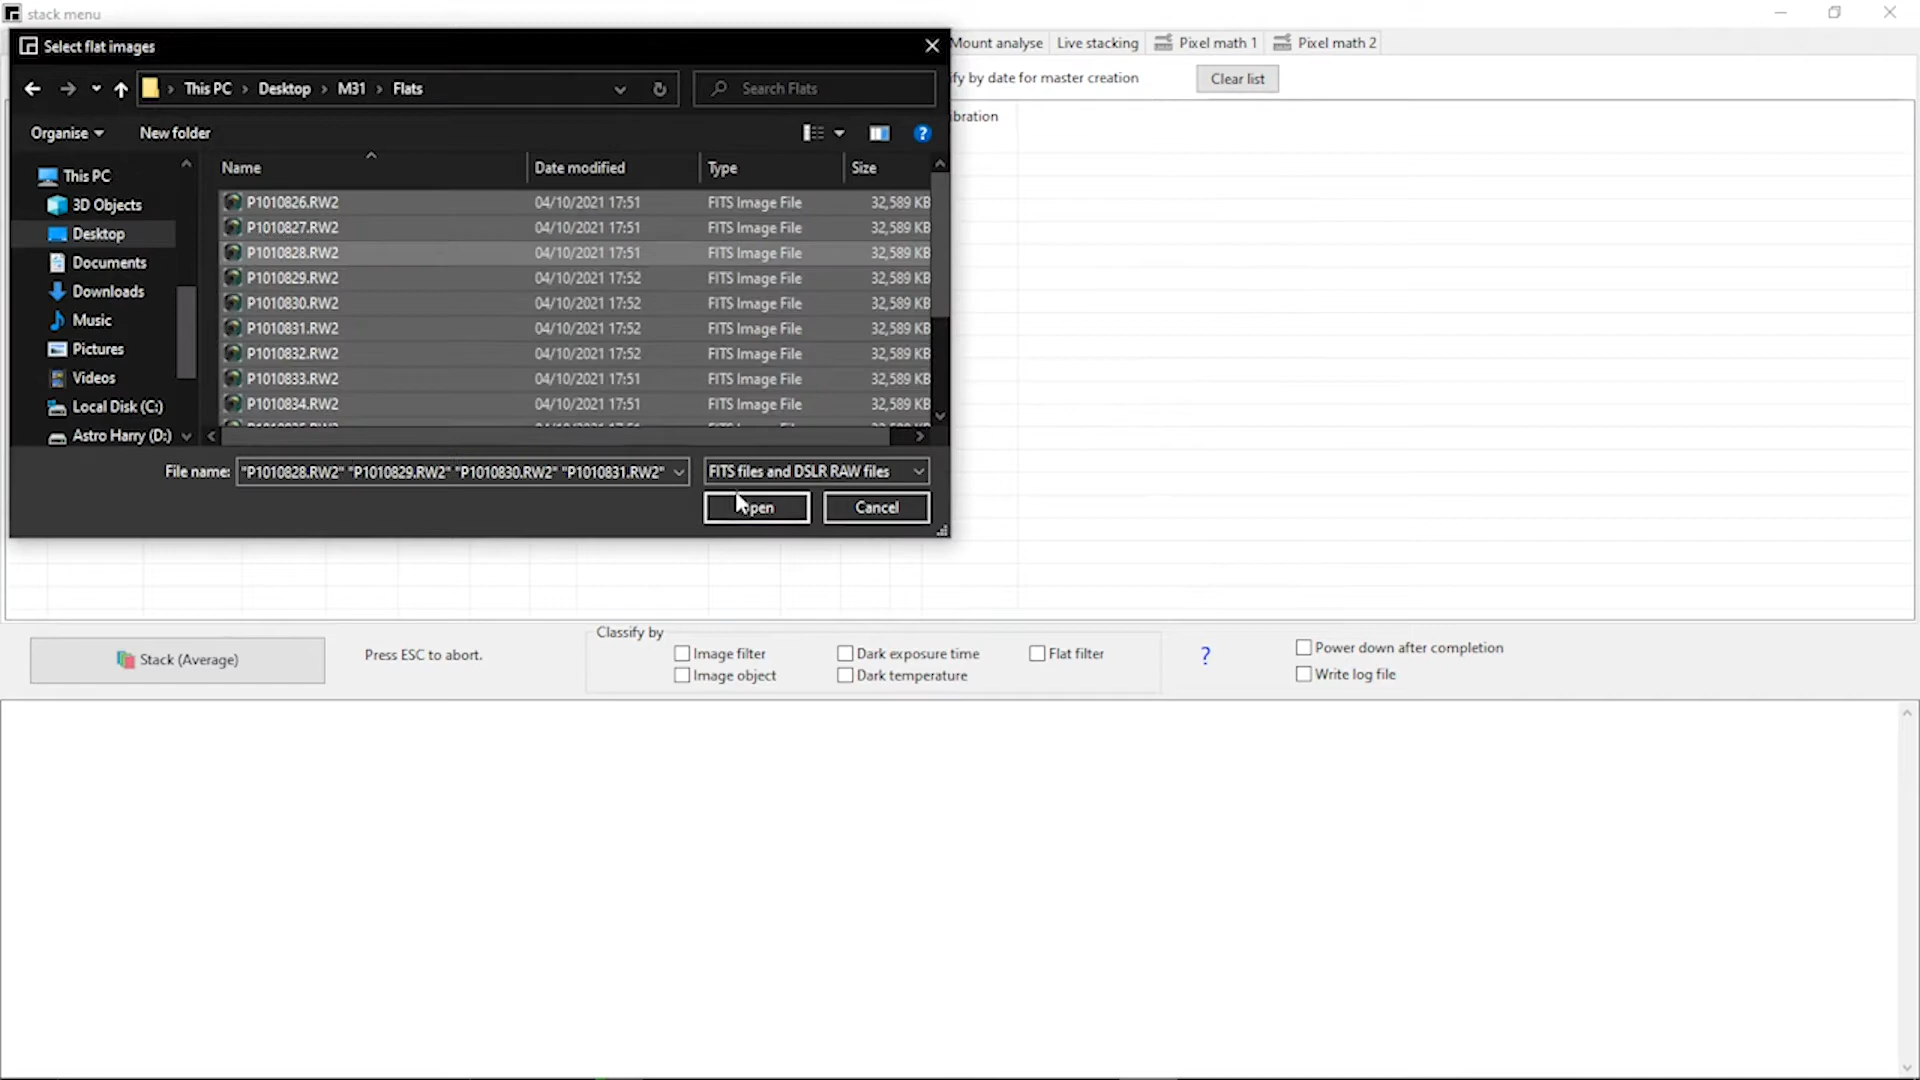 stack menu
Select flat images
Mount analyse
Live stacking
Pixel math 1
Pixel math 2
This PC > Desktop > M31 > Flats
Search Flats
fy by date for master creation
Clear list
Organise
New folder
ibration
Name
Date modified
Type
Size
This PC
3D Objects
Desktop
Documents
Downloads
Music
Pictures
Videos
Local Disk (C:)
Astro Harry (D:)
P1010826.RW2 04/10/2021 17:51 FITS Image File 32,589 KB
P1010827.RW2 04/10/2021 17:51 FITS Image File 32,589 KB
P1010828.RW2 04/10/2021 17:51 FITS Image File 32,589 KB
P1010829.RW2 04/10/2021 17:52 FITS Image File 32,589 KB
P1010830.RW2 04/10/2021 17:52 FITS Image File 32,589 KB
P1010831.RW2 04/10/2021 17:52 FITS Image File 32,589 KB
P1010832.RW2 04/10/2021 17:52 FITS Image File 32,589 KB
P1010833.RW2 04/10/2021 17:51 FITS Image File 32,589 KB
P1010834.RW2 04/10/2021 17:51 FITS Image File 32,589 KB
File name: "P1010828.RW2" "P1010829.RW2" "P1010830.RW2" "P1010831.RW2"
FITS files and DSLR RAW files
pen
Cancel
Stack (Average)
Press ESC to abort.
Classify by
Image filter
Image object
Dark exposure time
Dark temperature
Flat filter
?
Power down after completion
Write log file